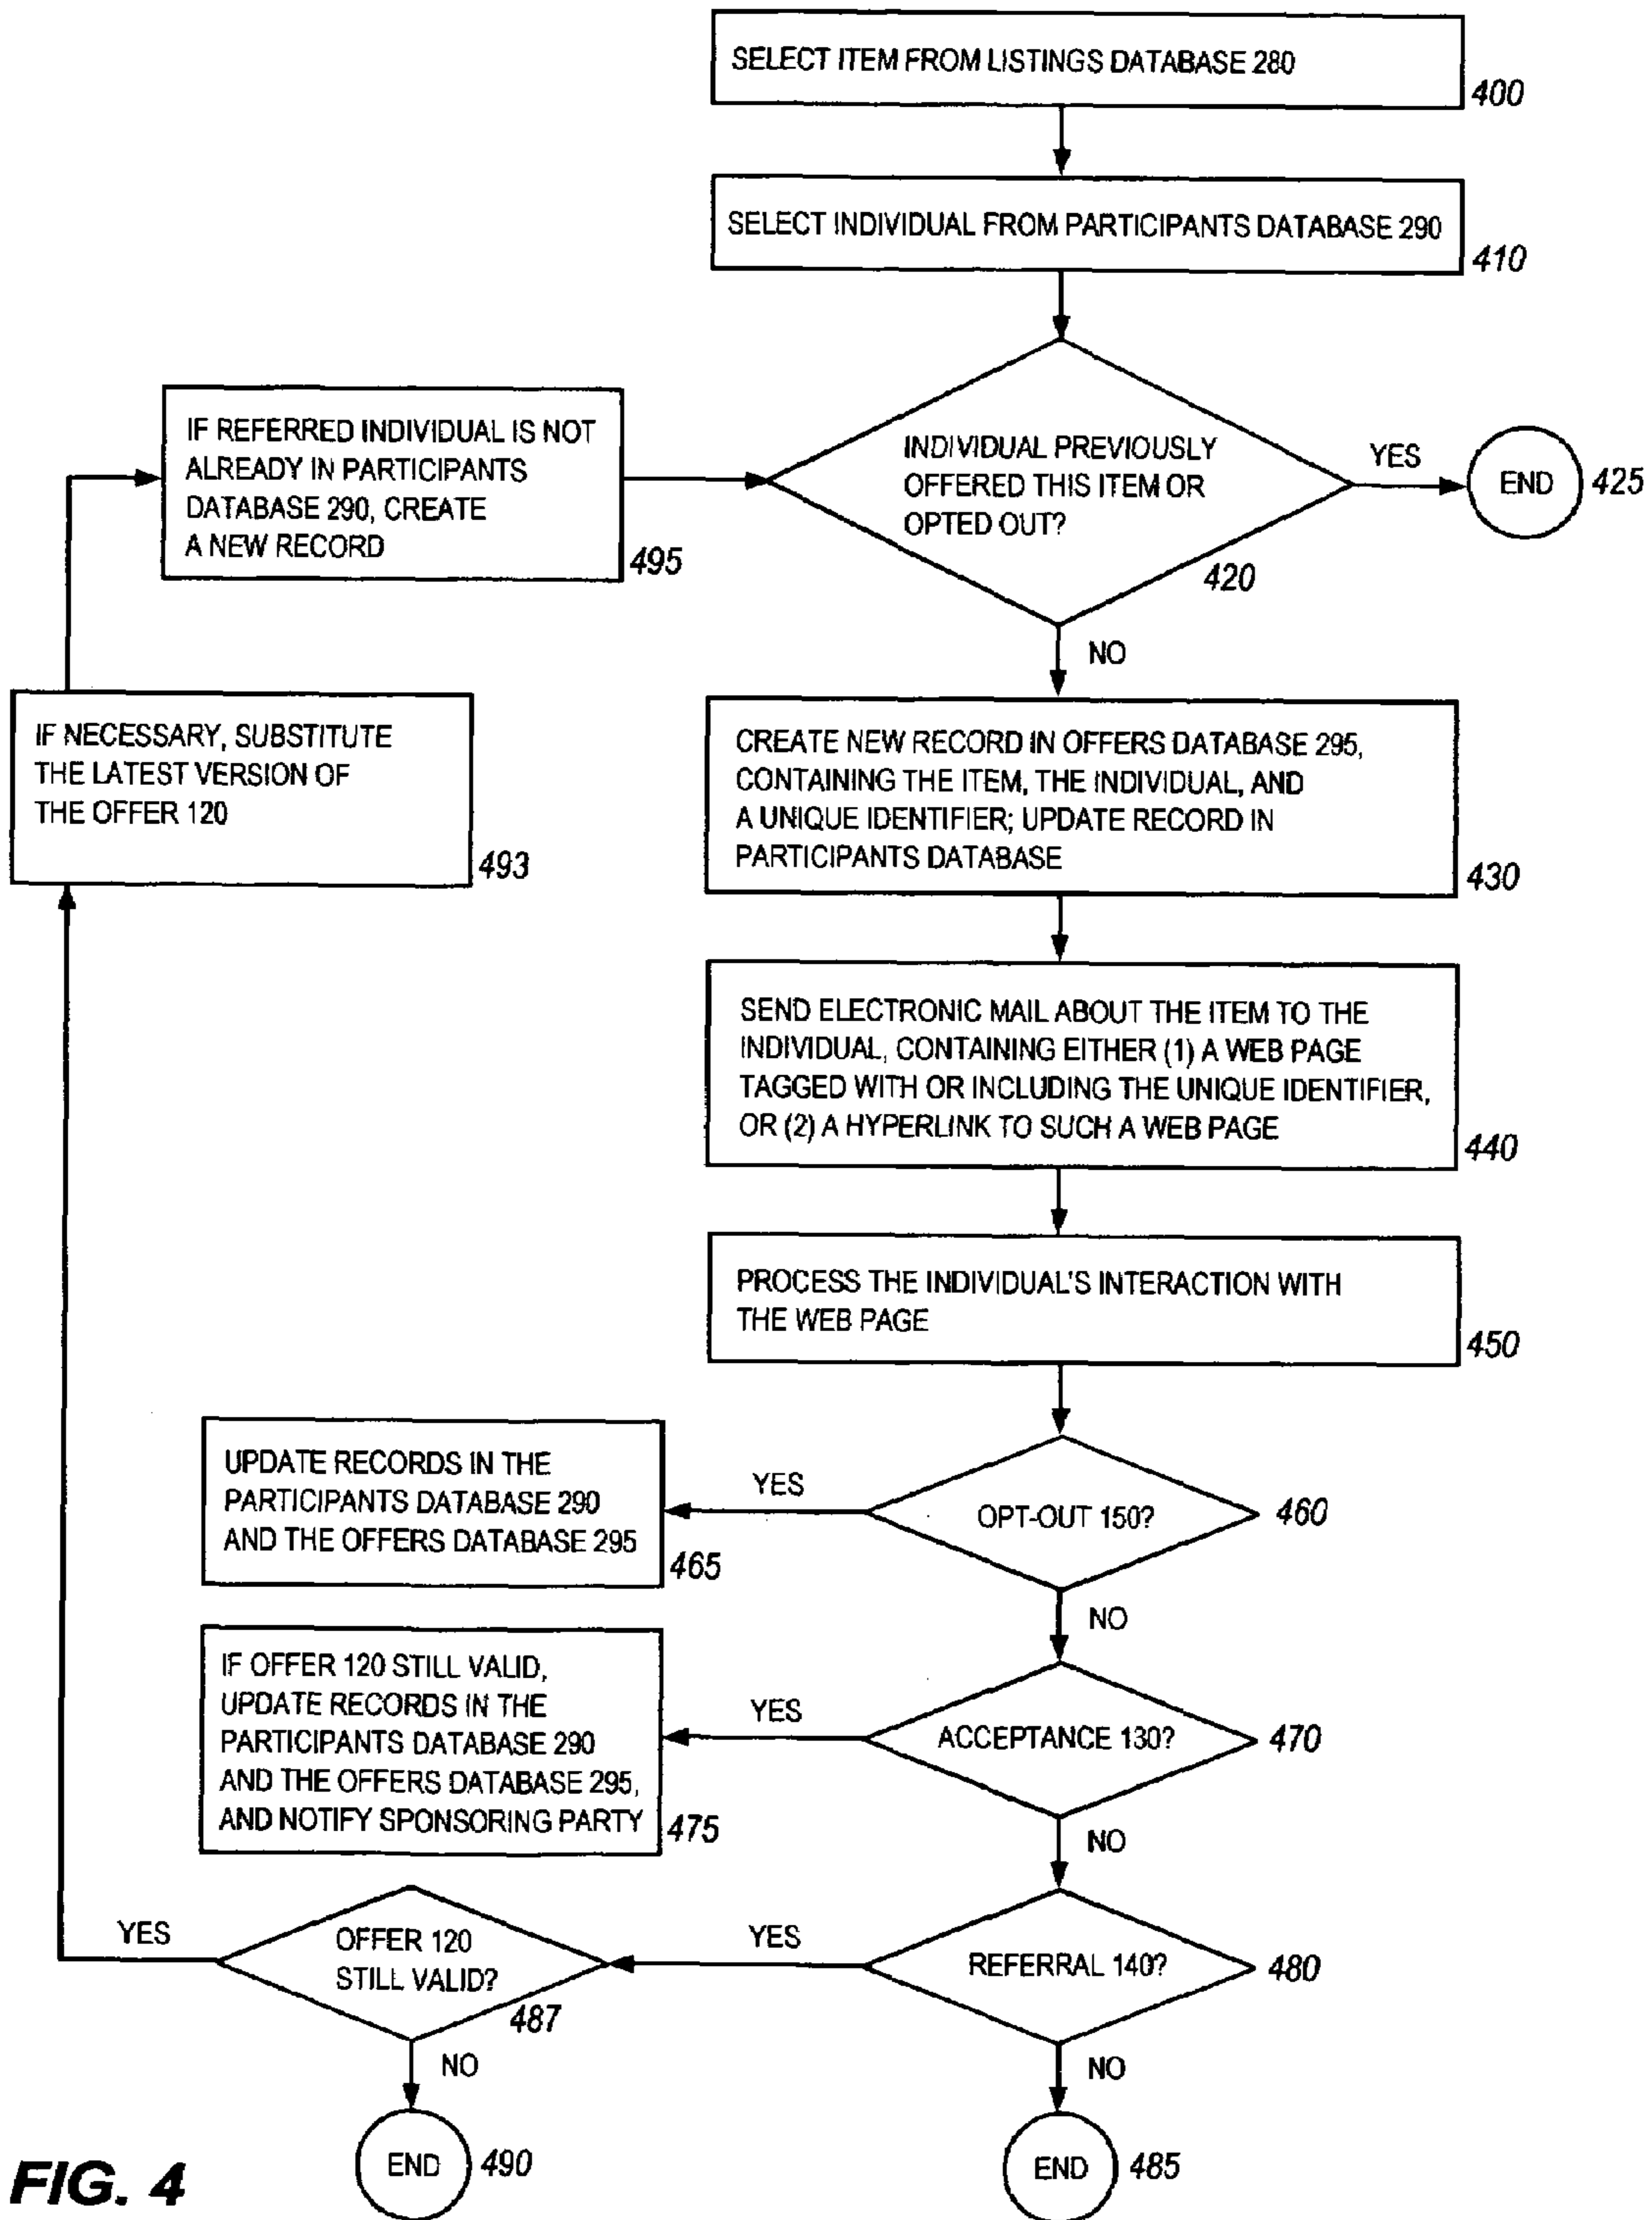 SELECT ITEM FROM LISTINGS DATABASE 280
400
SELECT INDIVIDUAL FROM PARTICIPANTS DATABASE 290
410
IF REFERRED INDIVIDUAL IS NOT
ALREADY IN PARTICIPANTS
DATABASE 290, CREATE
A NEW RECORD
495
INDIVIDUAL PREVIOUSLY
OFFERED THIS ITEM OR
OPTED OUT?
420
YES
END
425
NO
IF NECESSARY, SUBSTITUTE
THE LATEST VERSION OF
THE OFFER 120
493
CREATE NEW RECORD IN OFFERS DATABASE 295,
CONTAINING THE ITEM, THE INDIVIDUAL, AND
A UNIQUE IDENTIFIER; UPDATE RECORD IN
PARTICIPANTS DATABASE
430
SEND ELECTRONIC MAIL ABOUT THE ITEM TO THE
INDIVIDUAL, CONTAINING EITHER (1) A WEB PAGE
TAGGED WITH OR INCLUDING THE UNIQUE IDENTIFIER,
OR (2) A HYPERLINK TO SUCH A WEB PAGE
440
PROCESS THE INDIVIDUAL'S INTERACTION WITH
THE WEB PAGE
450
UPDATE RECORDS IN THE
PARTICIPANTS DATABASE 290
AND THE OFFERS DATABASE 295
465
YES
OPT-OUT 150?
460
NO
IF OFFER 120 STILL VALID,
UPDATE RECORDS IN THE
PARTICIPANTS DATABASE 290
AND THE OFFERS DATABASE 295,
AND NOTIFY SPONSORING PARTY
475
YES
ACCEPTANCE 130?
470
NO
YES
OFFER 120
STILL VALID?
487
YES
REFERRAL 140?
480
NO
NO
END
490
END
485
FIG. 4